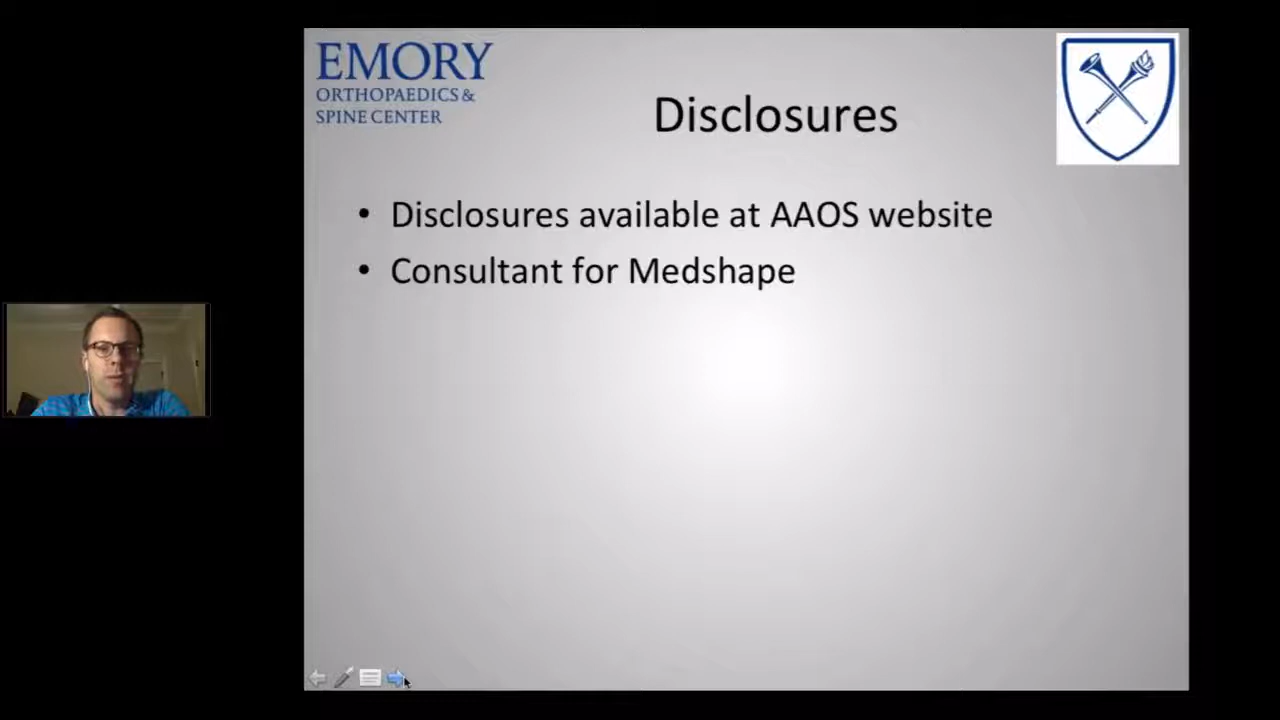 EMORY
ORTHOPAEDICS &
SPINE CENTER
Disclosures
• Disclosures available at AAOS website
• Consultant for Medshape